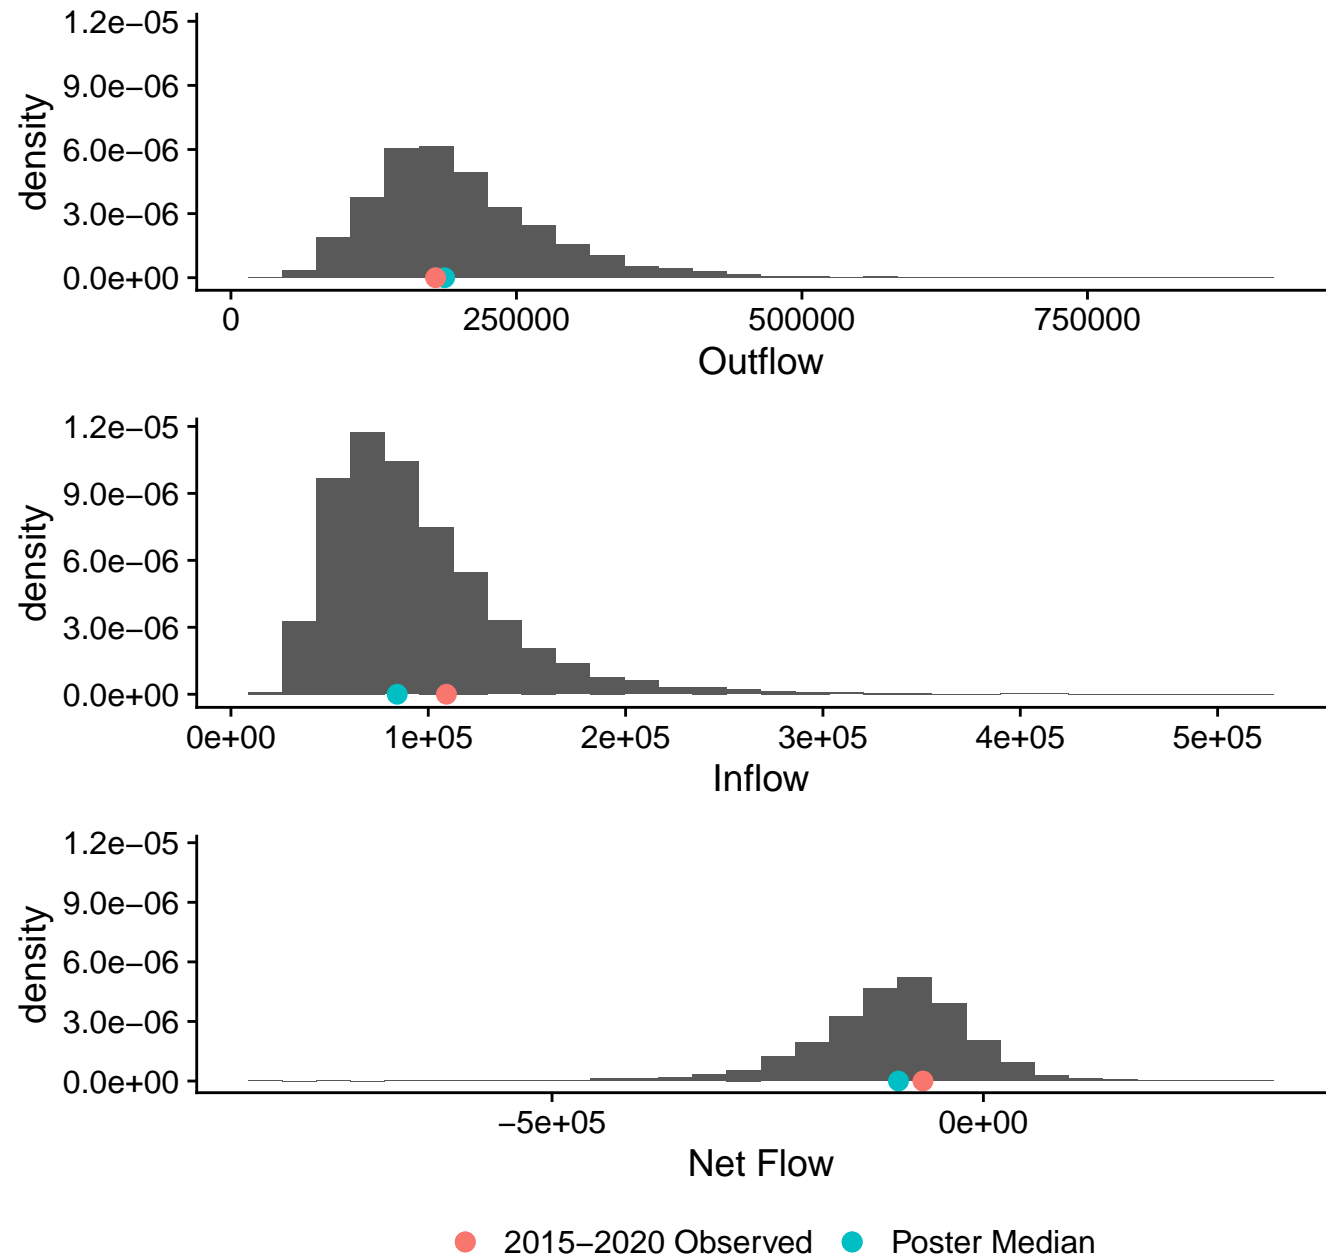 1.2e−05
9.0e−06
6.0e−06
3.0e−06
0.0e+00
density
0 250000 500000 750000
Outflow
1.2e−05
9.0e−06
6.0e−06
3.0e−06
0.0e+00
density
0e+00 1e+05 2e+05 3e+05 4e+05 5e+05
Inflow
1.2e−05
9.0e−06
6.0e−06
3.0e−06
0.0e+00
density
−5e+05 0e+00
Net Flow
2015−2020 Observed Poster Median